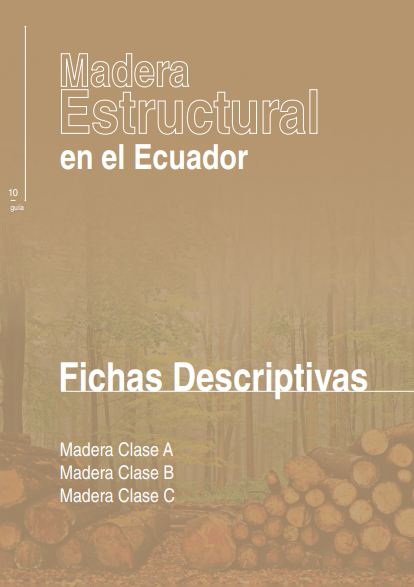 Madera
Estructural
en el Ecuador
10
guía
Fichas Descriptivas
Madera Clase A
Madera Clase B
Madera Clase C